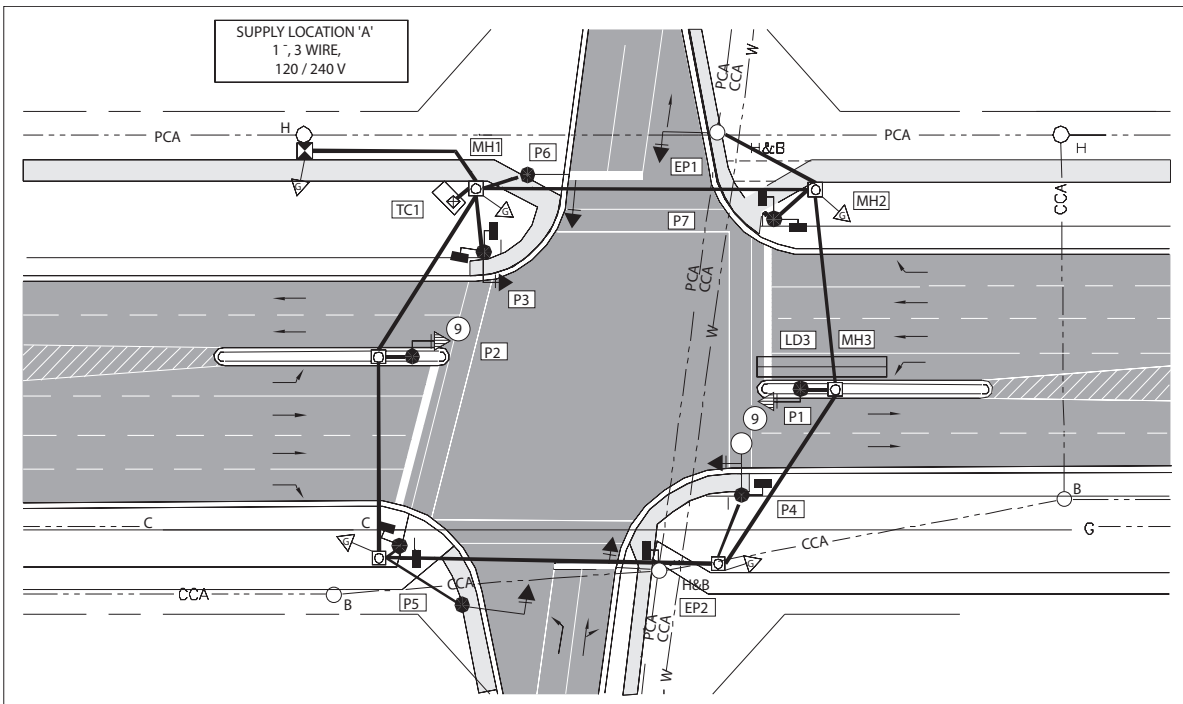 SUPPLY LOCATION 'A'
1 ‾, 3 WIRE,
120 / 240 V
PCA
CCA
W
H
PCA
MH1
P6
H&B
EP1
PCA
H
G
TC1
G
P7
MH2
G
CCA
P3
PCA
CCA
9
P2
W
LD3
MH3
9
P1
P4
B
C
C
G
G
CCA
G
CCA
CCA
B
P5
H&B
EP2
PCA
CCA
W